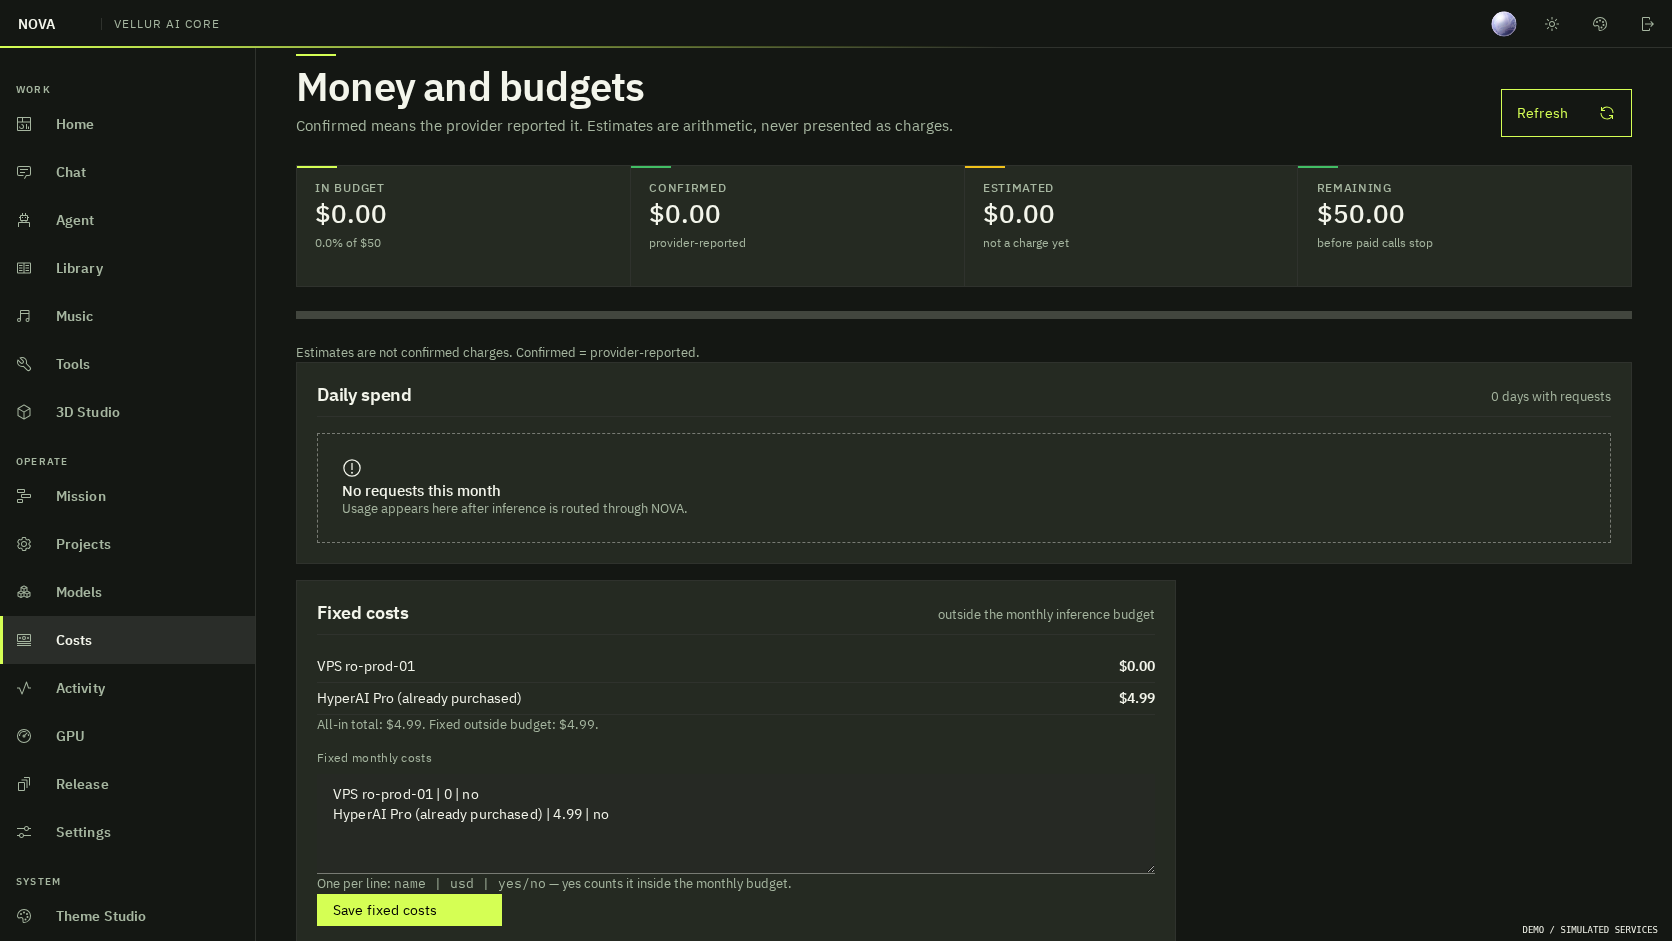 NOVA
VELLUR AI CORE
WORK
Home
Chat
Agent
Library
Music
Tools
3D Studio
OPERATE
Mission
Projects
Models
Costs
Activity
GPU
Release
Settings
SYSTEM
Theme Studio
Money and budgets
Confirmed means the provider reported it. Estimates are arithmetic, never presented as charges.
Refresh
IN BUDGET
$0.00
0.0% of $50
CONFIRMED
$0.00
provider-reported
ESTIMATED
$0.00
not a charge yet
REMAINING
$50.00
before paid calls stop
Estimates are not confirmed charges. Confirmed = provider-reported.
Daily spend
0 days with requests
No requests this month
Usage appears here after inference is routed through NOVA.
Fixed costs
outside the monthly inference budget
VPS ro-prod-01 $0.00
HyperAI Pro (already purchased) $4.99
All-in total: $4.99. Fixed outside budget: $4.99.
Fixed monthly costs
VPS ro-prod-01 | 0 | no
HyperAI Pro (already purchased) | 4.99 | no
One per line: name | usd | yes/no — yes counts it inside the monthly budget.
Save fixed costs
DEMO / SIMULATED SERVICES